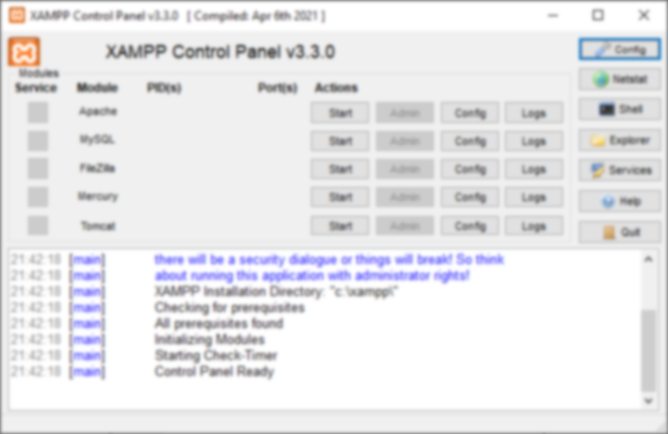 XAMPP Control Panel v3.3.0 [ Compiled: Apr 6th 2021 ]
XAMPP Control Panel v3.3.0
Config
Modules
Service Module PID(s) Port(s) Actions
Netstat
Apache Start Admin Config Logs
Shell
MySQL Start Admin Config Logs
Explorer
FileZilla Start Admin Config Logs
Services
Mercury Start Admin Config Logs
Help
Tomcat Start Admin Config Logs
Quit
21:42:18 [main] there will be a security dialogue or things will break! So think
21:42:18 [main] about running this application with administrator rights!
21:42:18 [main] XAMPP Installation Directory: "c:\xampp\"
21:42:18 [main] Checking for prerequisites
21:42:18 [main] All prerequisites found
21:42:18 [main] Initializing Modules
21:42:18 [main] Starting Check-Timer
21:42:18 [main] Control Panel Ready